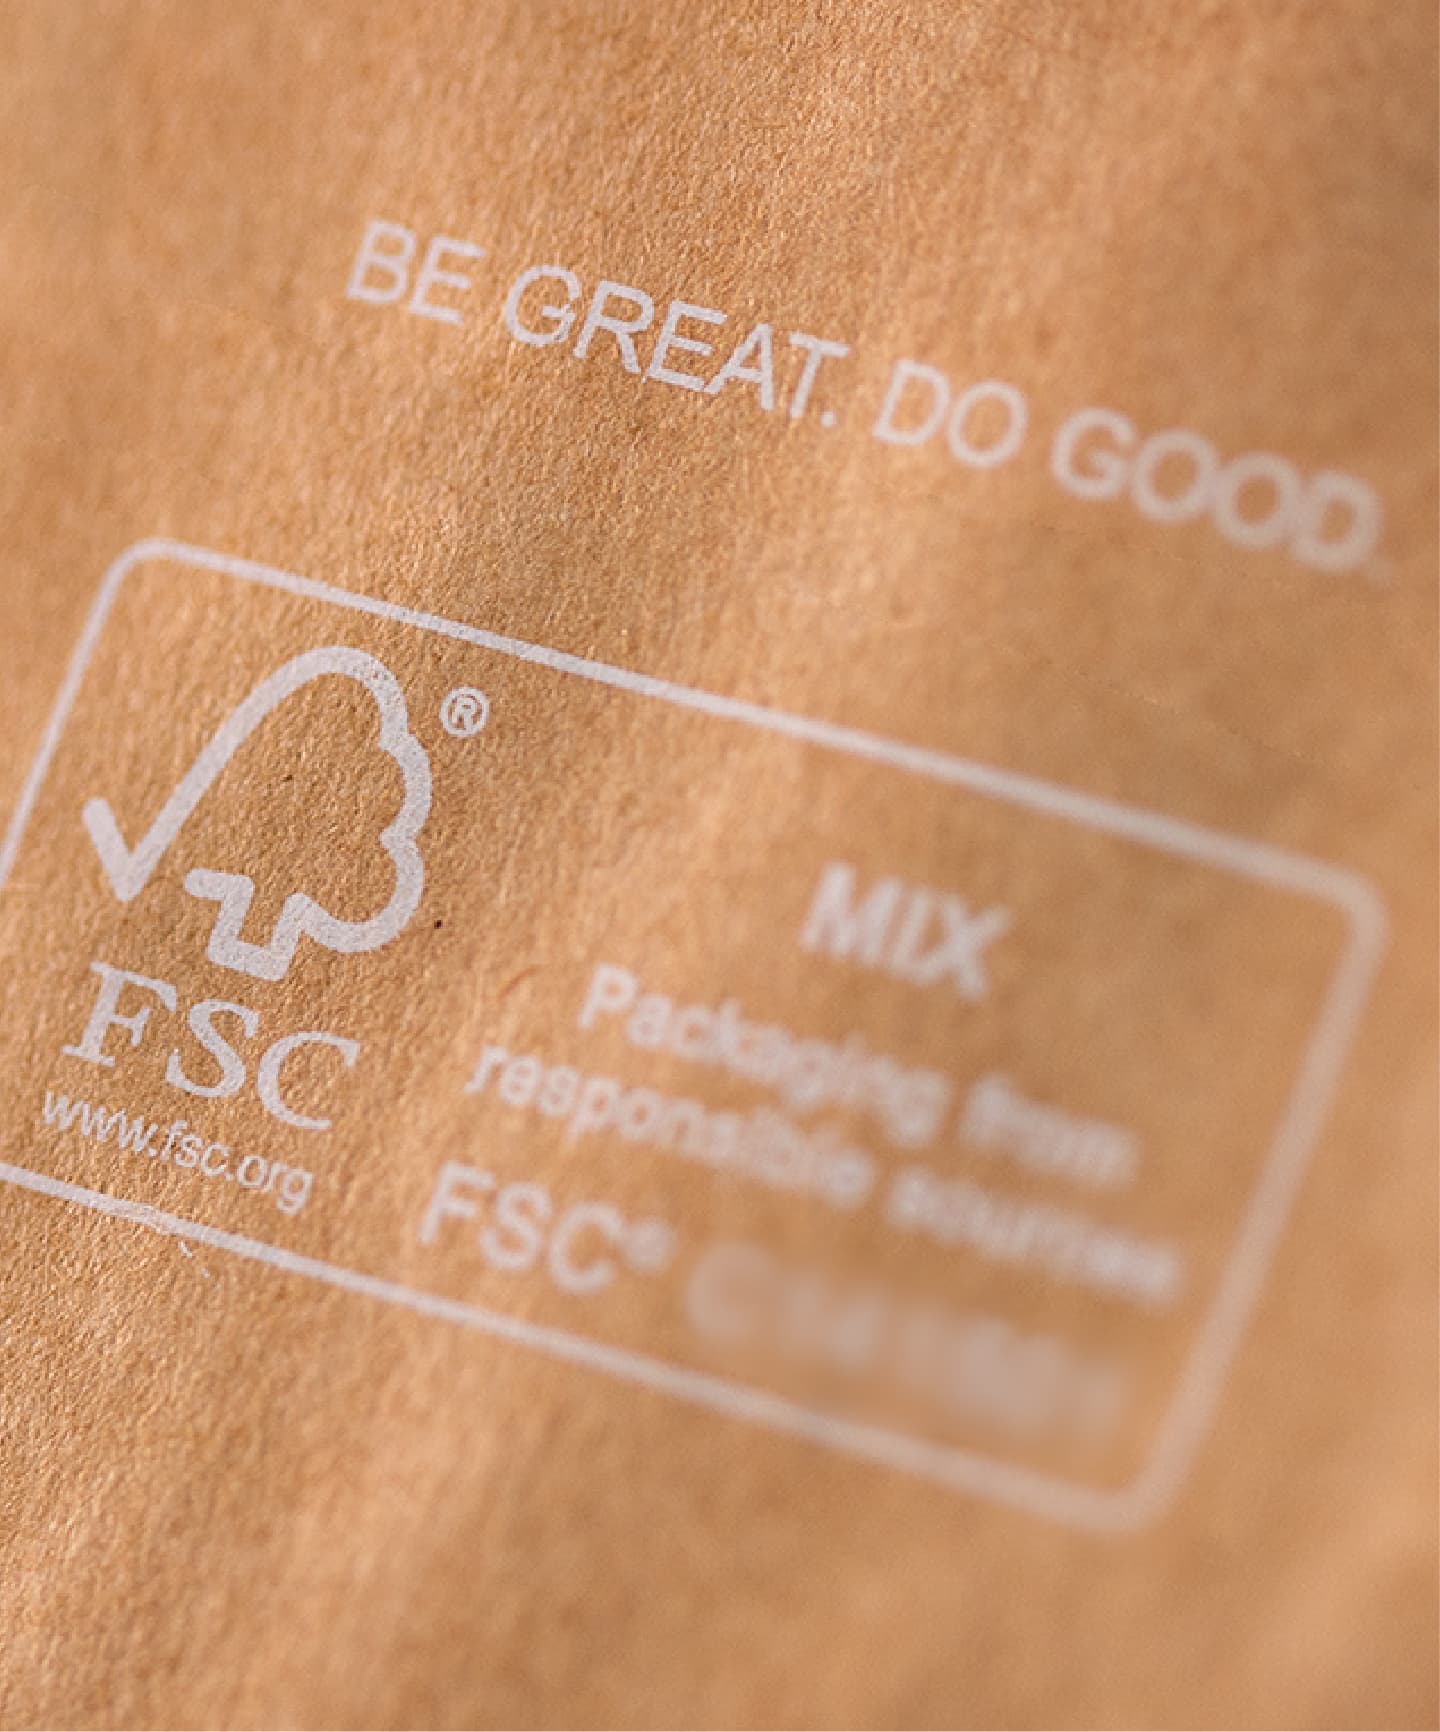 BE GREAT. DO GOOD.
®
FSC
www.fsc.org
MIX
Packaging from
responsible sources
FSC®